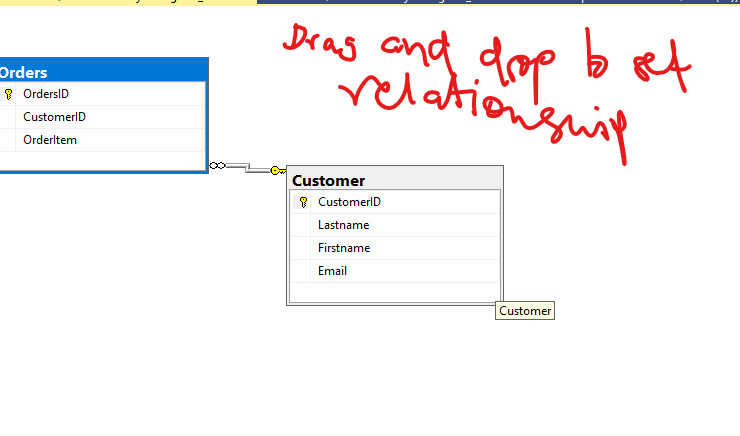 Drag and drop to set
relationship
Orders
OrdersID
CustomerID
OrderItem
Customer
CustomerID
Lastname
Firstname
Email
Customer